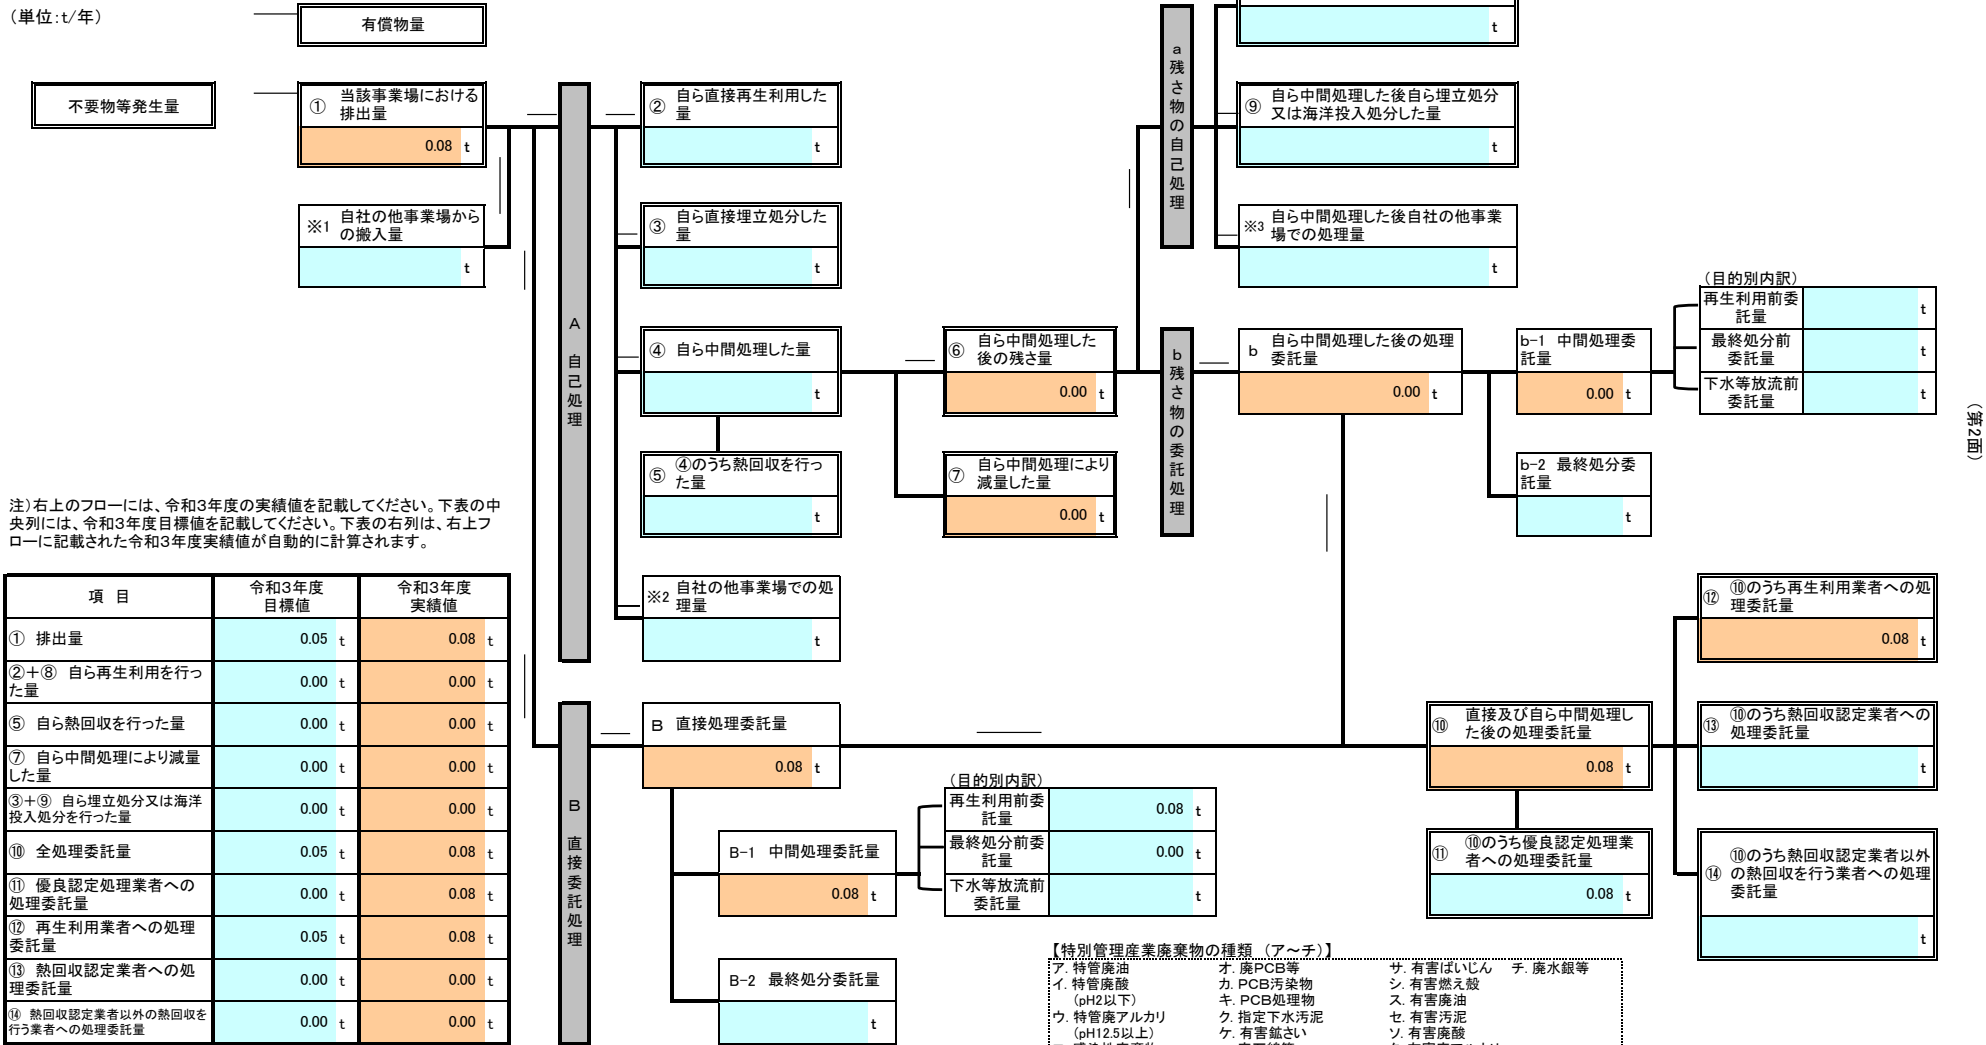 （単位：t/年）
有償物量
t
不要物等発生量
① 当該事業場における
排出量
0.08 t
※1 自社の他事業場から
の搬入量
t
A 自己処理
② 自ら直接再生利用した
量
t
③ 自ら直接埋立処分した
量
t
④ 自ら中間処理した量
t
⑤ ④のうち熱回収を行っ
た量
t
※2 自社の他事業場での処
理量
t
⑥ 自ら中間処理した
後の残さ量
0.00 t
⑦ 自ら中間処理により
減量した量
0.00 t
a 残さ物の自己処理
⑨ 自ら中間処理した後自ら埋立処分
又は海洋投入処分した量
t
※3 自ら中間処理した後自社の他事業
場での処理量
t
b 残さ物の委託処理
b 自ら中間処理した後の処理
委託量
0.00 t
b-1 中間処理委
託量
0.00 t
b-2 最終処分委
託量
t
（目的別内訳）
再生利用前委
託量
t
最終処分前
委託量
t
下水等放流前
委託量
t
（第2面）
注）右上のフローには、令和3年度の実績値を記載してください。下表の中
央列には、令和3年度目標値を記載してください。下表の右列は、右上フ
ローに記載された令和3年度実績値が自動的に計算されます。
項 目
令和3年度
目標値
令和3年度
実績値
① 排出量 0.05 t 0.08 t
②＋⑧ 自ら再生利用を行っ
た量 0.00 t 0.00 t
⑤ 自ら熱回収を行った量 0.00 t 0.00 t
⑦ 自ら中間処理により減量
した量 0.00 t 0.00 t
③＋⑨ 自ら埋立処分又は海洋
投入処分を行った量 0.00 t 0.00 t
⑩ 全処理委託量 0.05 t 0.08 t
⑪ 優良認定処理業者への
処理委託量 0.00 t 0.08 t
⑫ 再生利用業者への処理
委託量 0.05 t 0.08 t
⑬ 熱回収認定業者への処
理委託量 0.00 t 0.00 t
⑭ 熱回収認定業者以外の熱回収を
行う業者への処理委託量 0.00 t 0.00 t
B 直接委託処理
B 直接処理委託量
0.08 t
B-1 中間処理委託量
0.08 t
B-2 最終処分委託量
t
（目的別内訳）
再生利用前委
託量
0.08 t
最終処分前委
託量
0.00 t
下水等放流前
委託量
t
⑩ 直接及び自ら中間処理し
た後の処理委託量
0.08 t
⑪ ⑩のうち優良認定処理業
者への処理委託量
0.08 t
⑫ ⑩のうち再生利用業者への処
理委託量
0.08 t
⑬ ⑩のうち熱回収認定業者への
処理委託量
t
⑭ ⑩のうち熱回収認定業者以外
の熱回収を行う業者への処理
委託量
t
【特別管理産業廃棄物の種類 （ア～チ）】
ア. 特管廃油 オ. 廃PCB等 サ. 有害ばいじん チ. 廃水銀等
イ. 特管廃酸 カ. PCB汚染物 シ. 有害燃え殻
（pH2以下） キ. PCB処理物 ス. 有害廃油
ウ. 特管廃アルカリ ク. 指定下水汚泥 セ. 有害汚泥
（pH12.5以上） ケ. 有害鉱さい ソ. 有害廃酸